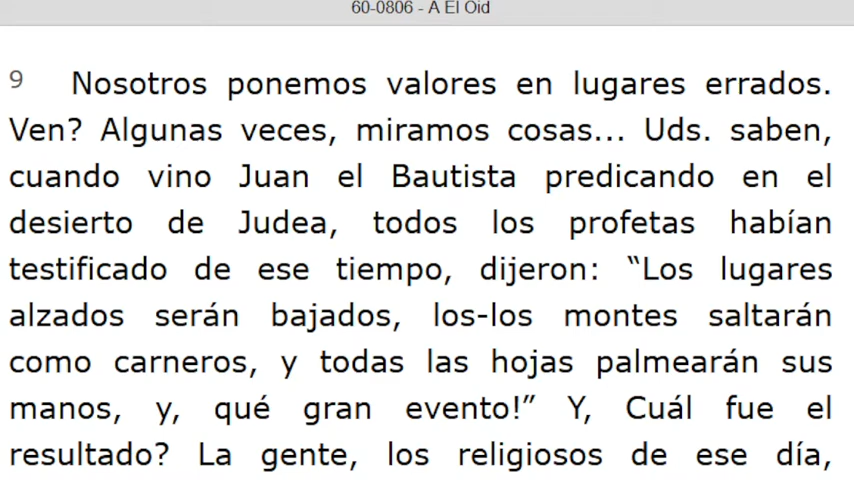 60-0806 - A El Oid
9 Nosotros ponemos valores en lugares errados.
Ven? Algunas veces, miramos cosas... Uds. saben,
cuando vino Juan el Bautista predicando en el
desierto de Judea, todos los profetas habían
testificado de ese tiempo, dijeron: “Los lugares
alzados serán bajados, los-los montes saltarán
como carneros, y todas las hojas palmearán sus
manos, y, qué gran evento!” Y, Cuál fue el
resultado? La gente, los religiosos de ese día,